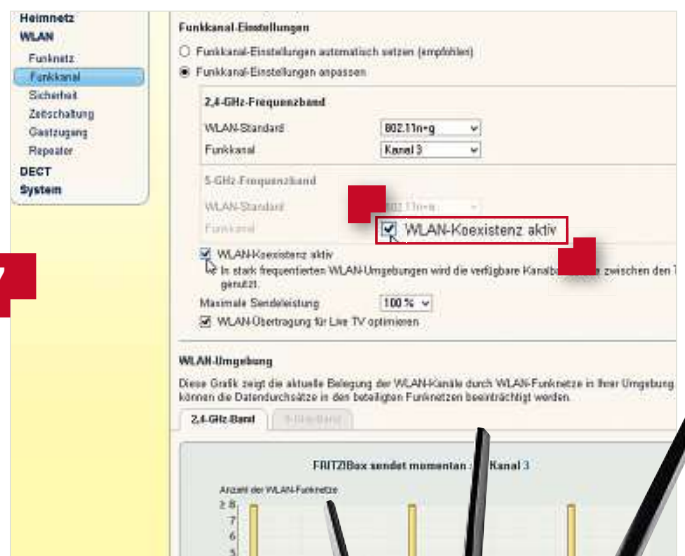 Heimnetz
WLAN
Funknetz
Funkkanal
Sicherheit
Zeitschaltung
Gastzugang
Repeater
DECT
System
7
Funkkanal-Einstellungen
Funkkanal-Einstellungen automatisch setzen (empfohlen)
Funkkanal-Einstellungen anpassen
2,4-GHz-Frequenzband
WLAN-Standard 802.11n+g
Funkkanal Kanal 3
5-GHz-Frequenzband
WLAN-Standard
Funkkanal
WLAN-Koexistenz aktiv
WLAN-Koexistenz aktiv
In stark frequentierten WLAN-Umgebungen wird die verfügbare zwischen den
genutzt.
Maximale Sendeleistung 100 %
WLAN-Übertragung für Live TV optimieren
WLAN-Umgebung
Diese Grafik zeigt die aktuelle Belegung der WLAN-Kanäle durch WLAN-Funknetze in Ihrer Umgebung
können die Datendurchsätze in den beteiligten Funknetzen beeinträchtigt werden.
2,4-GHz-Band 5-GHz-Band
FRITZ!Box sendet momentan Kanal 3
Anzahl der WLAN-Funknetze
≥ 8
7
6
5